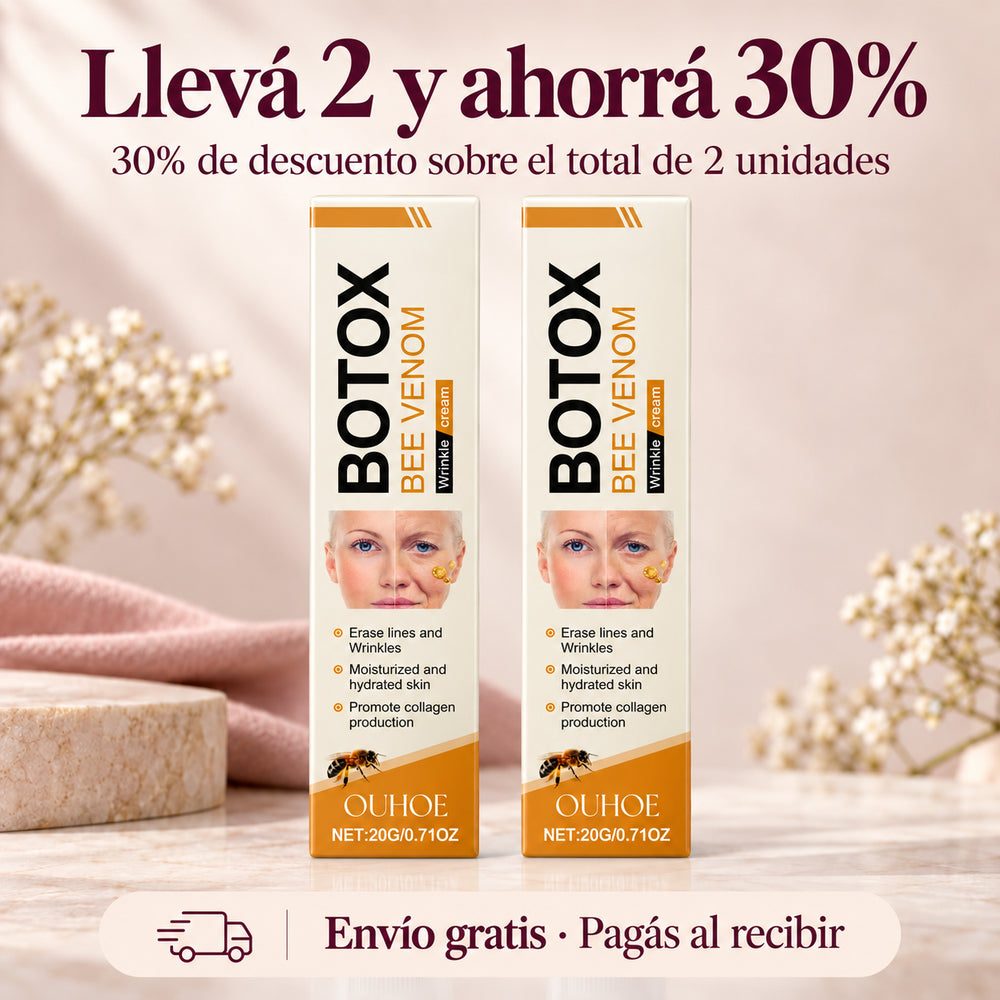 Llevá 2 y ahorrá 30%
30% de descuento sobre el total de 2 unidades
BOTOX
BEE VENOM
Wrinkle cream
Erase lines and
Wrinkles
Moisturized and
hydrated skin
Promote collagen
production
OUHOE
NET:20G/0.71OZ
BOTOX
BEE VENOM
Wrinkle cream
Erase lines and
Wrinkles
Moisturized and
hydrated skin
Promote collagen
production
OUHOE
NET:20G/0.71OZ
Envío gratis · Pagás al recibir